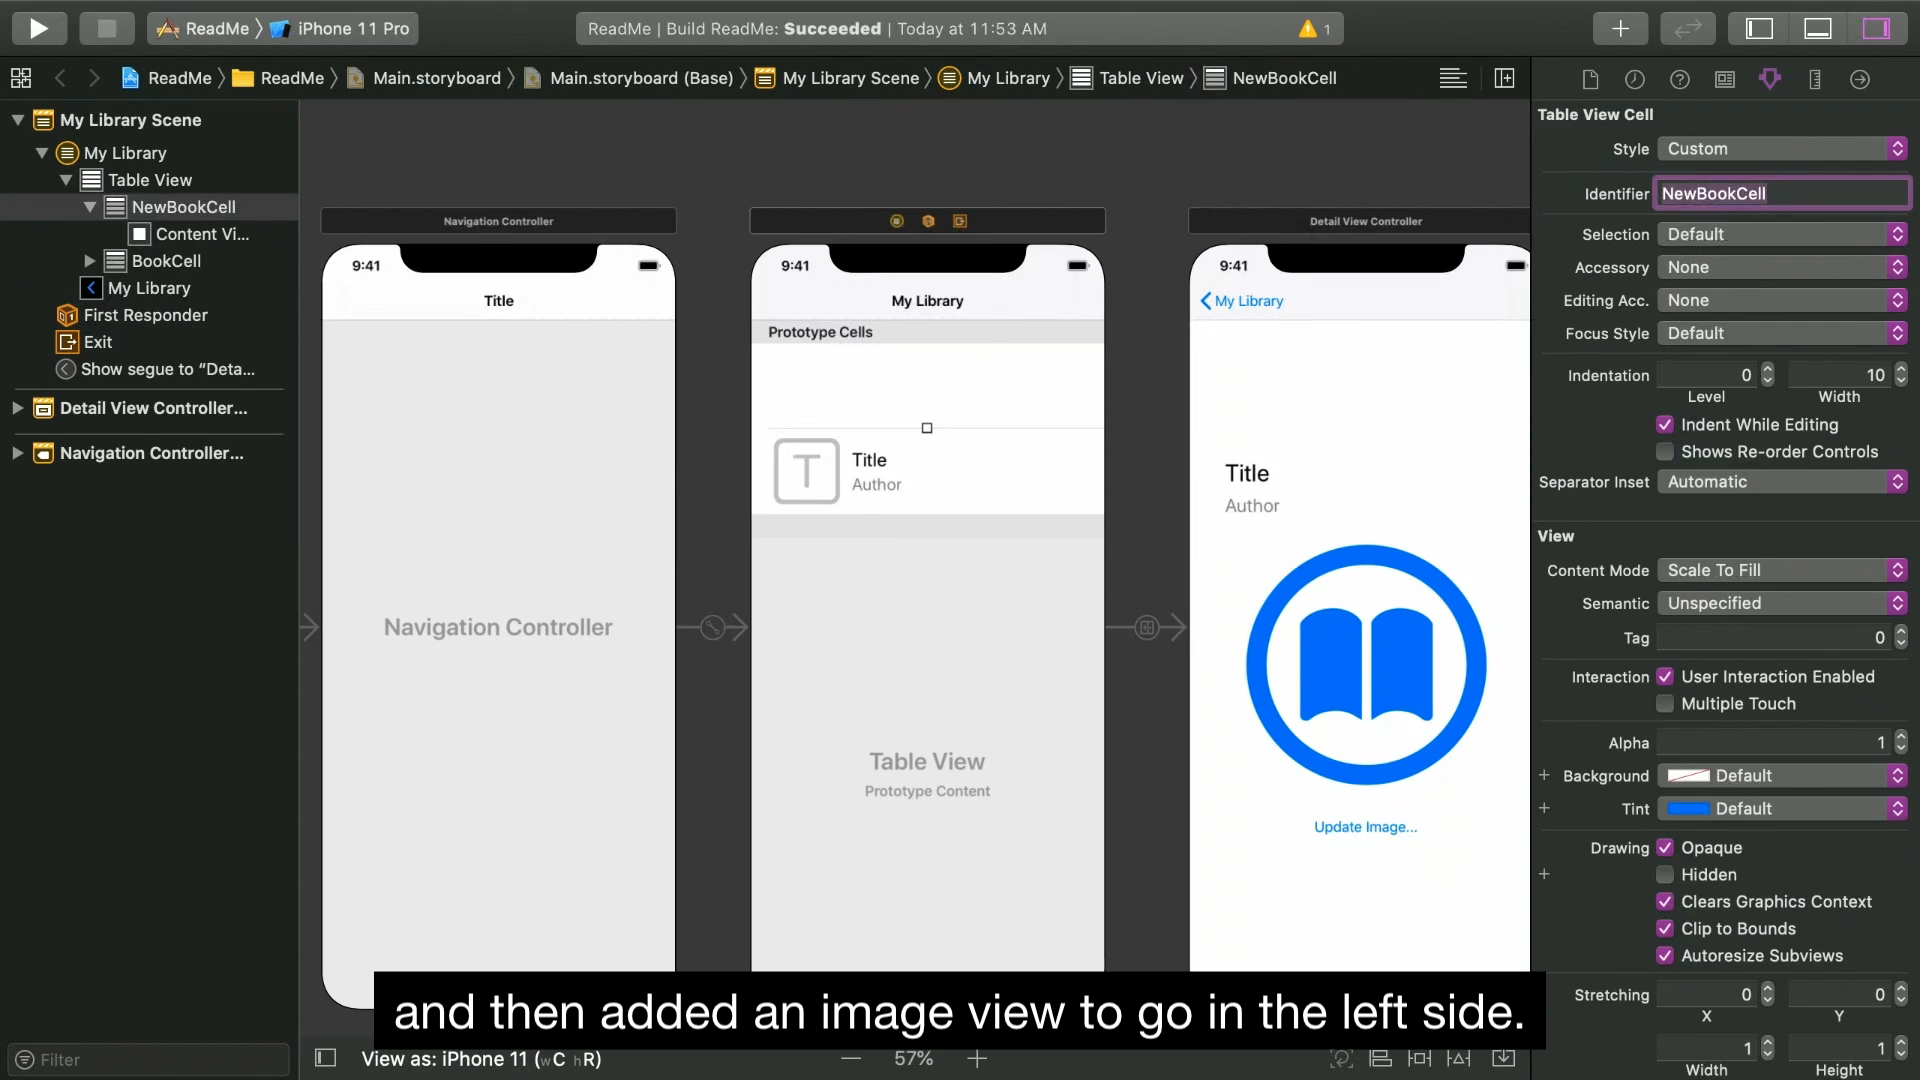 ReadMe iPhone 11 Pro
ReadMe | Build ReadMe: Succeeded | Today at 11:53 AM 1
ReadMe ReadMe Main.storyboard Main.storyboard (Base) My Library Scene My Library Table View NewBookCell
My Library Scene
My Library
Table View
NewBookCell
Content Vi...
BookCell
My Library
First Responder
Exit
Show segue to “Deta...
Detail View Controller...
Navigation Controller...
Filter
Navigation Controller
9:41
Title
Navigation Controller
9:41
My Library
Prototype Cells
T
Title
Author
Table View
Prototype Content
Detail View Controller
9:41
My Library
Title
Author
Update Image...
and then added an image view to go in the left side.
View as: iPhone 11 (wC hR)
57%
Table View Cell
Style Custom
Identifier NewBookCell
Selection Default
Accessory None
Editing Acc. None
Focus Style Default
Indentation 0 10
Level Width
Indent While Editing
Shows Re-order Controls
Separator Inset Automatic
View
Content Mode Scale To Fill
Semantic Unspecified
Tag 0
Interaction User Interaction Enabled
Multiple Touch
Alpha 1
Background Default
Tint Default
Drawing Opaque
Hidden
Clears Graphics Context
Clip to Bounds
Autoresize Subviews
Stretching 0 0
X Y
1 1
Width Height